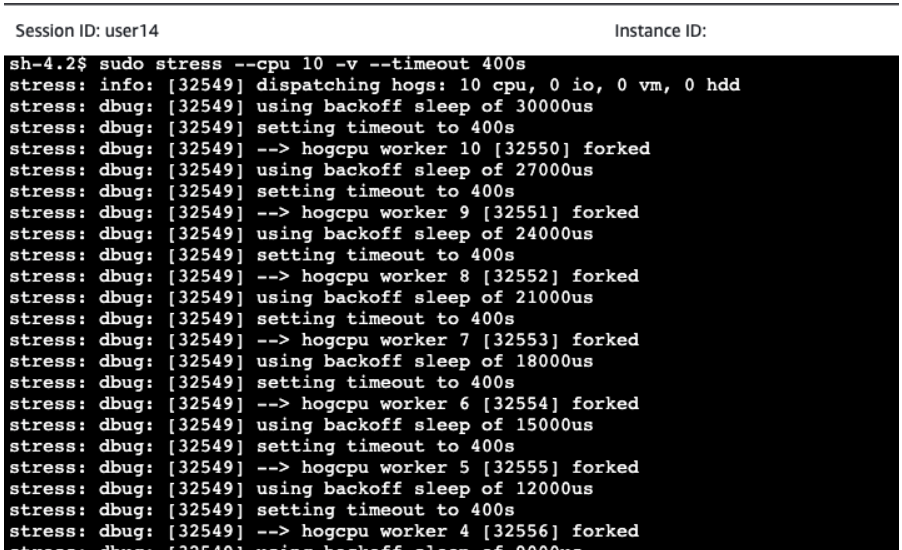 Session ID: user14 Instance ID:
sh-4.2$ sudo stress --cpu 10 -v --timeout 400s
stress: info: [32549] dispatching hogs: 10 cpu, 0 io, 0 vm, 0 hdd
stress: dbug: [32549] using backoff sleep of 30000us
stress: dbug: [32549] setting timeout to 400s
stress: dbug: [32549] --> hogcpu worker 10 [32550] forked
stress: dbug: [32549] using backoff sleep of 27000us
stress: dbug: [32549] setting timeout to 400s
stress: dbug: [32549] --> hogcpu worker 9 [32551] forked
stress: dbug: [32549] using backoff sleep of 24000us
stress: dbug: [32549] setting timeout to 400s
stress: dbug: [32549] --> hogcpu worker 8 [32552] forked
stress: dbug: [32549] using backoff sleep of 21000us
stress: dbug: [32549] setting timeout to 400s
stress: dbug: [32549] --> hogcpu worker 7 [32553] forked
stress: dbug: [32549] using backoff sleep of 18000us
stress: dbug: [32549] setting timeout to 400s
stress: dbug: [32549] --> hogcpu worker 6 [32554] forked
stress: dbug: [32549] using backoff sleep of 15000us
stress: dbug: [32549] setting timeout to 400s
stress: dbug: [32549] --> hogcpu worker 5 [32555] forked
stress: dbug: [32549] using backoff sleep of 12000us
stress: dbug: [32549] setting timeout to 400s
stress: dbug: [32549] --> hogcpu worker 4 [32556] forked